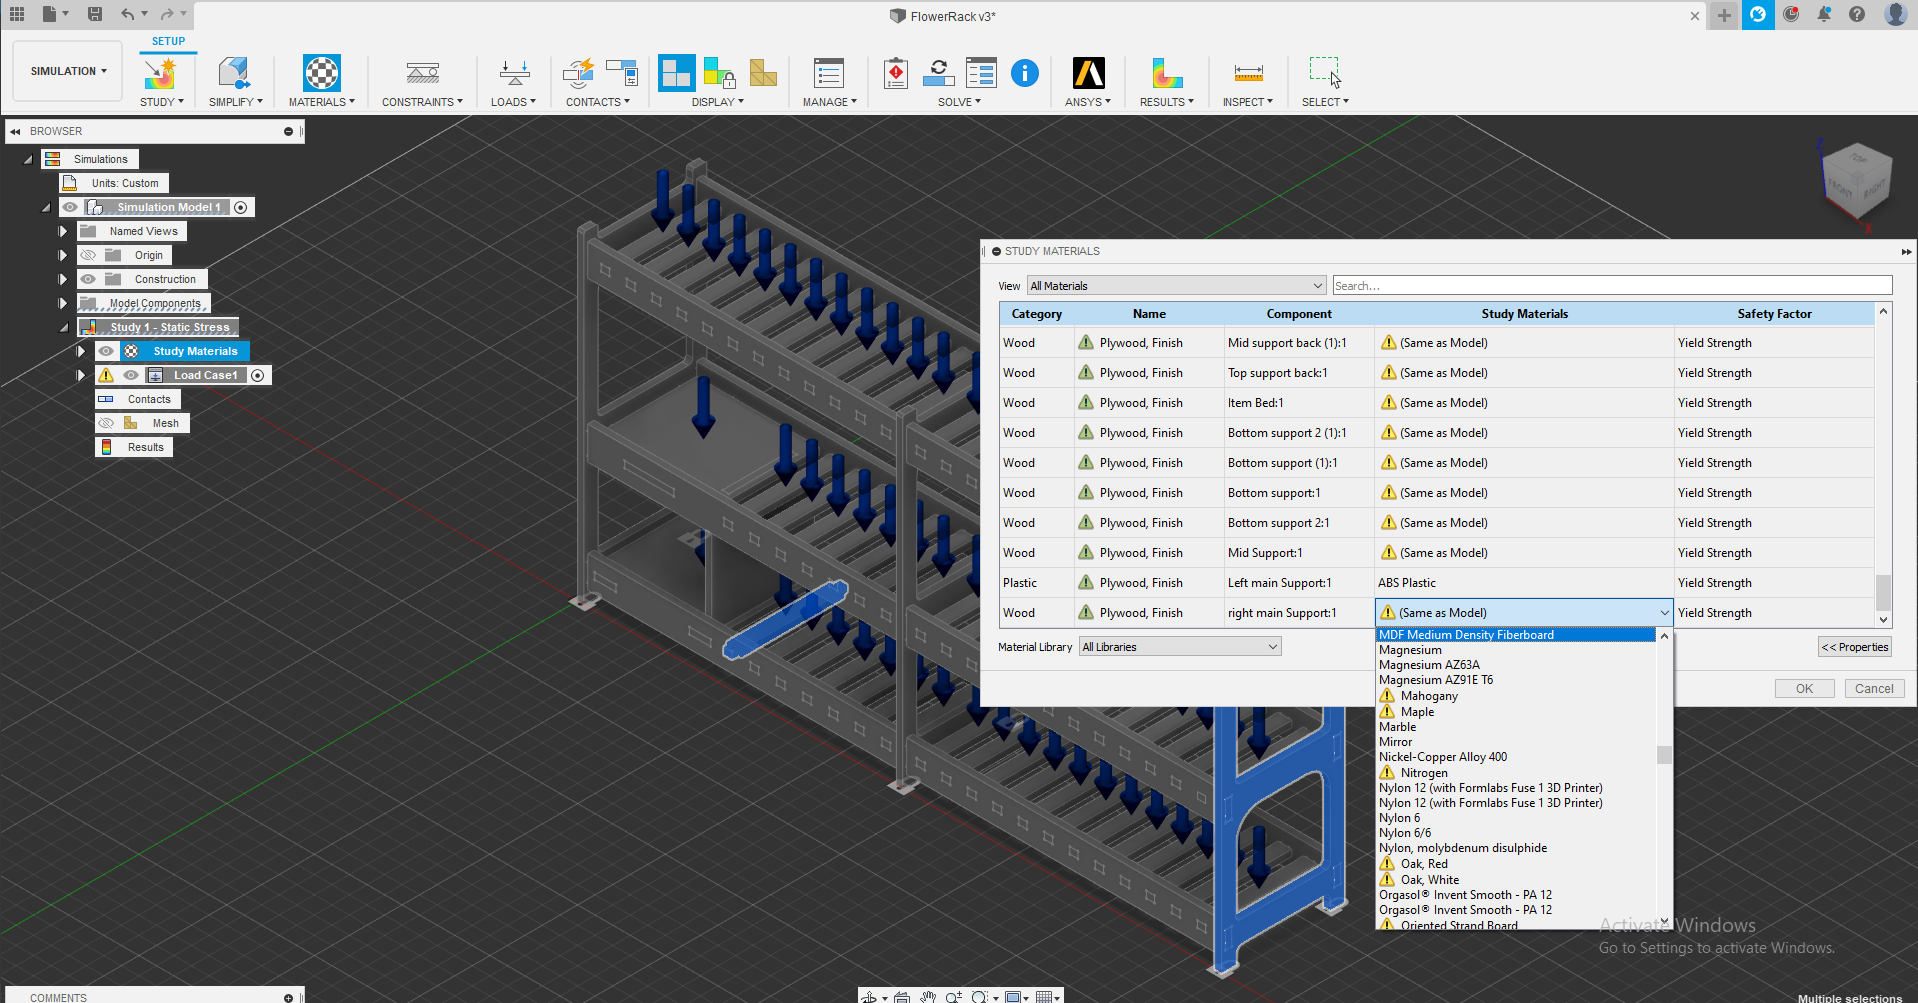 FlowerRack v3*
SETUP
SIMULATION
STUDY
SIMPLIFY
MATERIALS
CONSTRAINTS
LOADS
CONTACTS
DISPLAY
MANAGE
SOLVE
ANSYS
RESULTS
INSPECT
SELECT
BROWSER
Simulations
Units: Custom
Simulation Model 1
Named Views
Origin
Construction
Model Components
Study 1 - Static Stress
Study Materials
Load Case1
Contacts
Mesh
Results
Z
TOP
FRONT
RIGHT
X
STUDY MATERIALS
View All Materials Search...
Category Name Component Study Materials Safety Factor
Wood Plywood, Finish Mid support back (1):1 (Same as Model) Yield Strength
Wood Plywood, Finish Top support back:1 (Same as Model) Yield Strength
Wood Plywood, Finish Item Bed:1 (Same as Model) Yield Strength
Wood Plywood, Finish Bottom support 2 (1):1 (Same as Model) Yield Strength
Wood Plywood, Finish Bottom support (1):1 (Same as Model) Yield Strength
Wood Plywood, Finish Bottom support:1 (Same as Model) Yield Strength
Wood Plywood, Finish Bottom support 2:1 (Same as Model) Yield Strength
Wood Plywood, Finish Mid Support:1 (Same as Model) Yield Strength
Plastic Plywood, Finish Left main Support:1 ABS Plastic Yield Strength
Wood Plywood, Finish right main Support:1 (Same as Model) Yield Strength
Material Library All Libraries << Properties
OK Cancel
MDF Medium Density Fiberboard
Magnesium
Magnesium AZ63A
Magnesium AZ91E T6
Mahogany
Maple
Marble
Mirror
Nickel-Copper Alloy 400
Nitrogen
Nylon 12 (with Formlabs Fuse 1 3D Printer)
Nylon 12 (with Formlabs Fuse 1 3D Printer)
Nylon 6
Nylon 6/6
Nylon, molybdenum disulphide
Oak, Red
Oak, White
Orgasol® Invent Smooth - PA 12
Orgasol® Invent Smooth - PA 12
Oriented Strand Board
Activate Windows
Go to Settings to activate Windows.
COMMENTS
Multiple selections